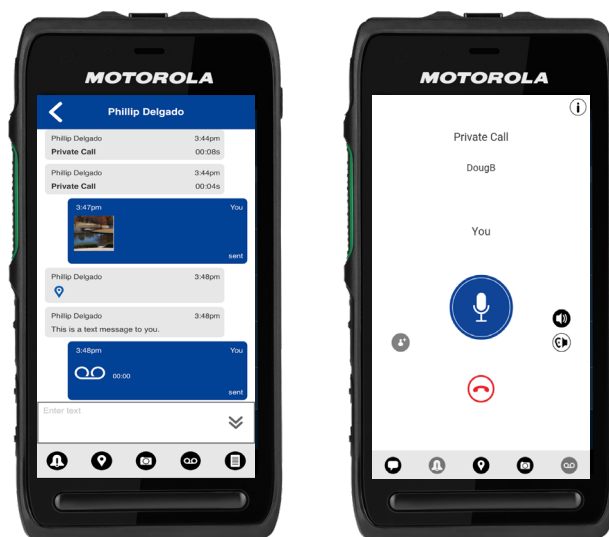 MOTOROLA
Phillip Delgado
Phillip Delgado 3:44pm
Private Call 00:08s
Phillip Delgado 3:44pm
Private Call 00:04s
3:47pm You
sent
Phillip Delgado 3:48pm
Phillip Delgado 3:48pm
This is a text message to you.
3:48pm You
00:00
sent
Enter text
MOTOROLA
i
Private Call
DougB
You